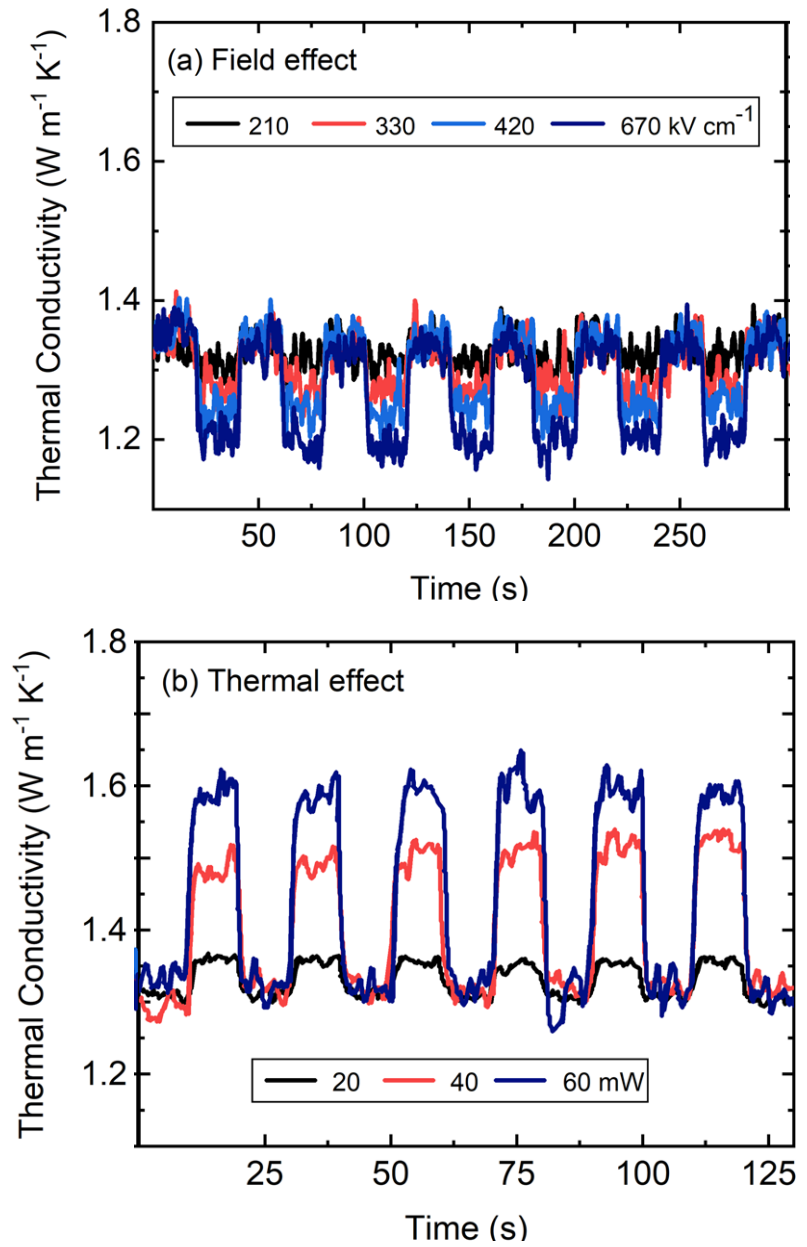 1.8
(a) Field effect
210 330 420 670 kV cm⁻¹
1.6
1.4
1.2
Thermal Conductivity (W m⁻¹ K⁻¹)
50 100 150 200 250
Time (s)
1.8
(b) Thermal effect
1.6
1.4
1.2
Thermal Conductivity (W m⁻¹ K⁻¹)
20 40 60 mW
25 50 75 100 125
Time (s)